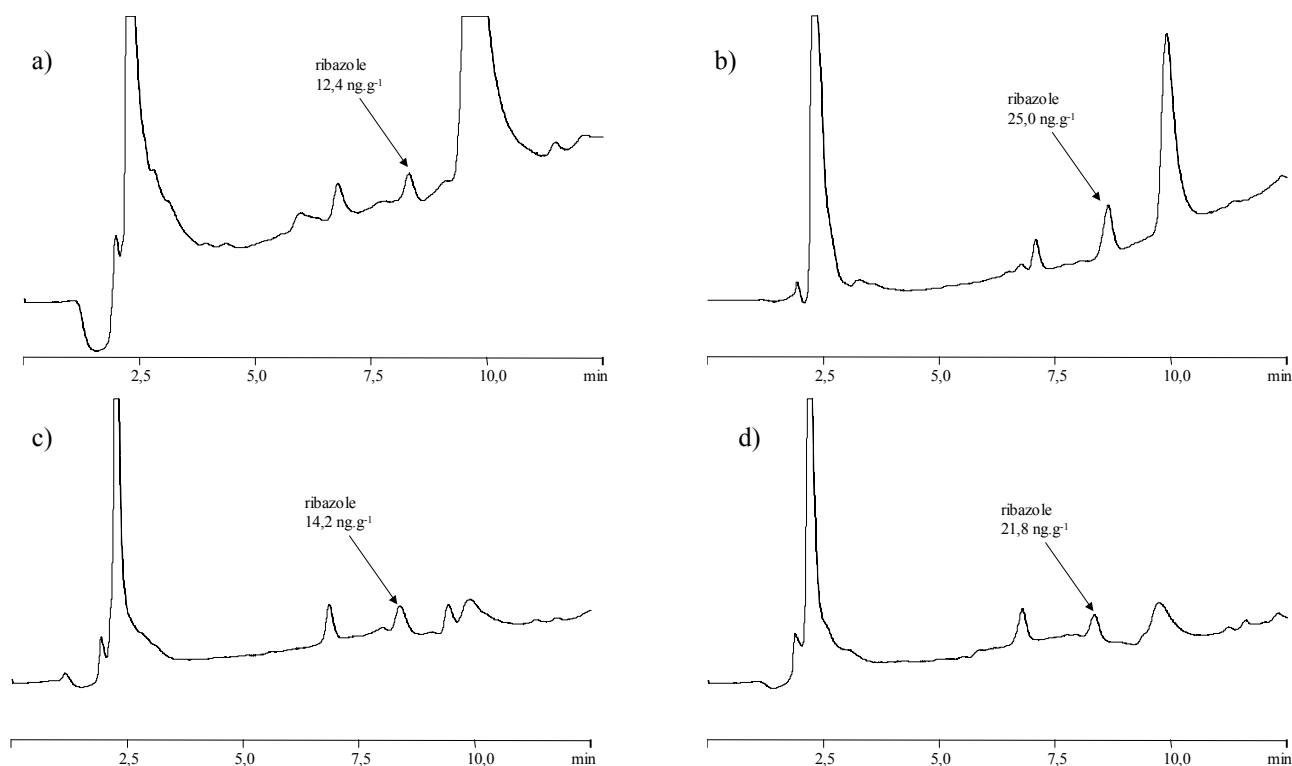 a)
ribazole
12,4 ng.g⁻¹
2,5 5,0 7,5 10,0 min
b)
ribazole
25,0 ng.g⁻¹
2,5 5,0 7,5 10,0 min
c)
ribazole
14,2 ng.g⁻¹
2,5 5,0 7,5 10,0 min
d)
ribazole
21,8 ng.g⁻¹
2,5 5,0 7,5 10,0 min